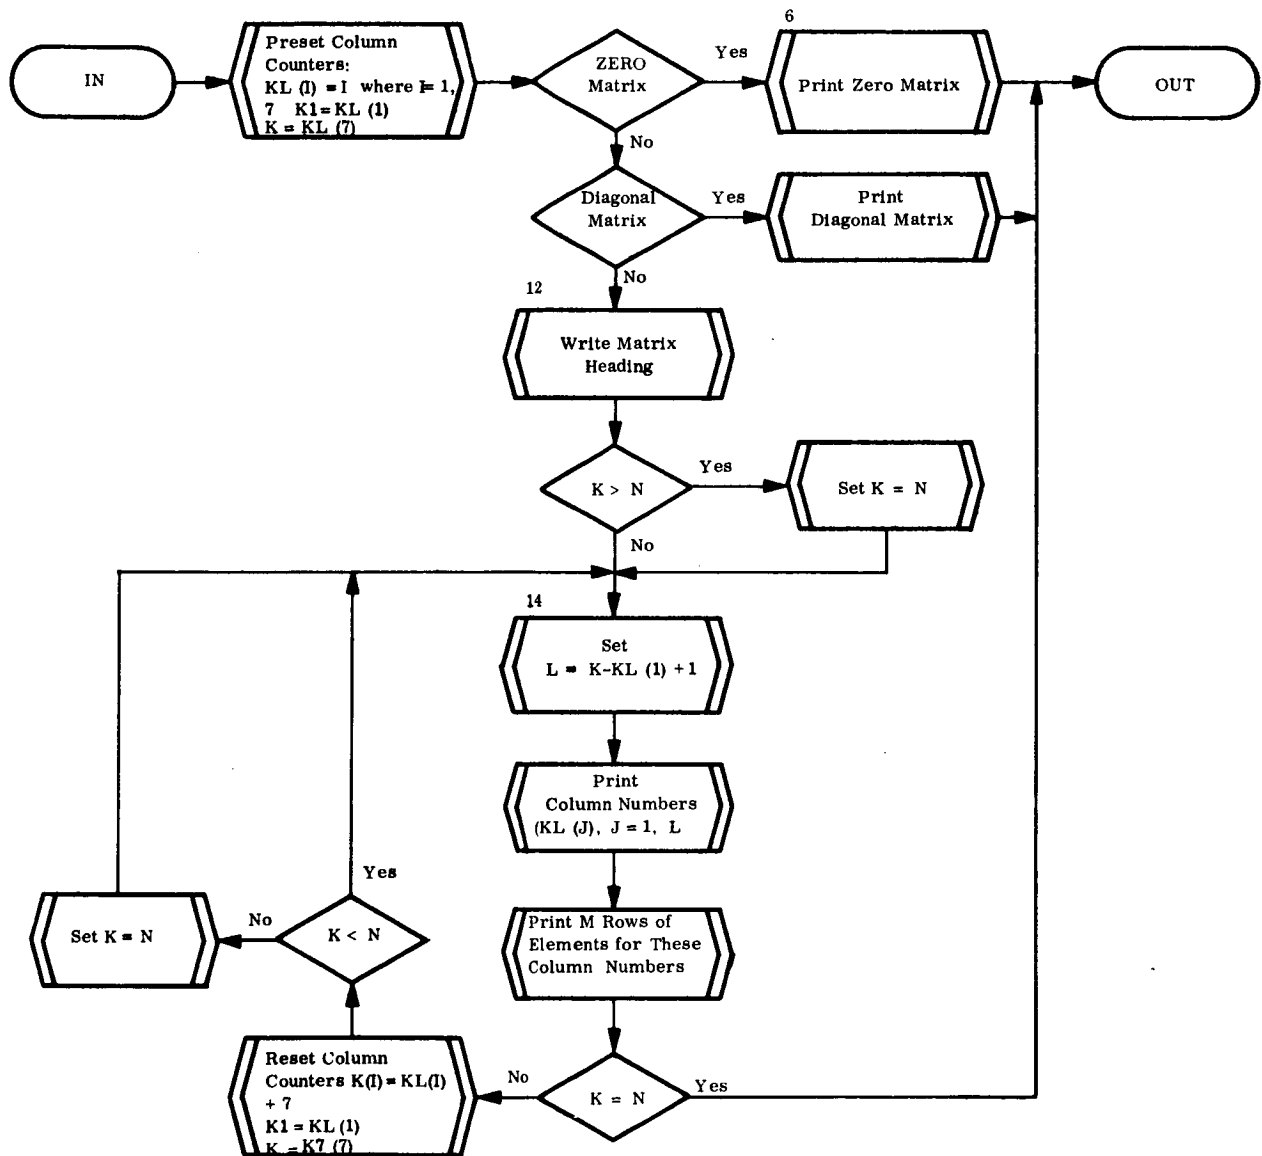 IN
Preset Column
Counters:
KL (I) = I where I= 1,
7 K1= KL (1)
K = KL (7)
ZERO
Matrix
Yes
6
Print Zero Matrix
OUT
No
Diagonal
Matrix
Yes
Print
Diagonal Matrix
No
12
Write Matrix
Heading
K > N
Yes
Set K = N
No
14
Set
L = K-KL (1) +1
Print
Column Numbers
(KL (J), J = 1, L
Print M Rows of
Elements for These
Column Numbers
K = N
Yes
No
Reset Column
Counters K(I) = KL(I)
+ 7
K1 = KL (1)
K = K7 (7)
K < N
Yes
No
Set K = N